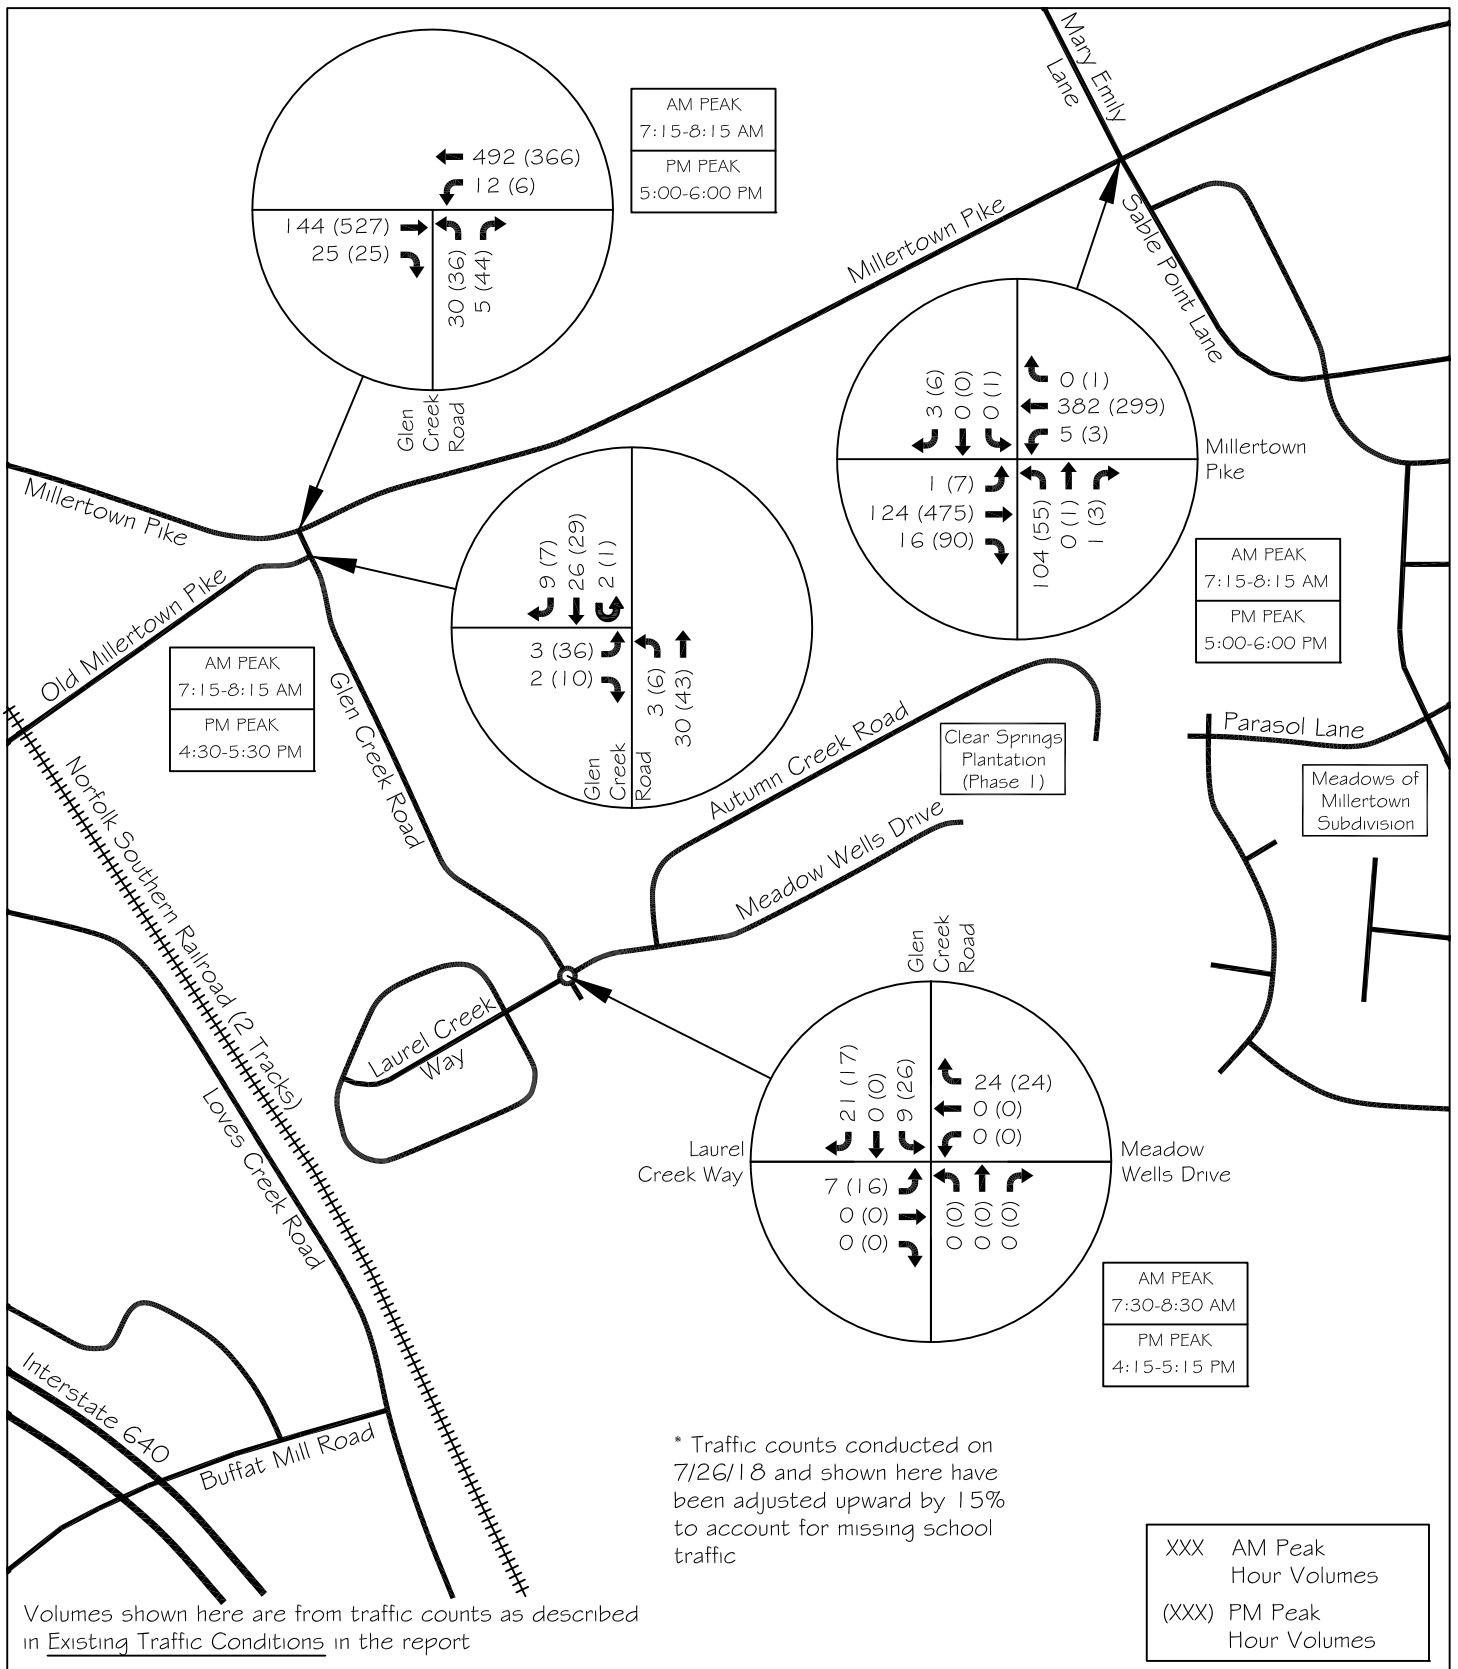 Mary Emily
Lane
AM PEAK
7:15-8:15 AM
PM PEAK
5:00-6:00 PM
492 (366)
12 (6)
144 (527)
25 (25)
30 (36)
5 (44)
Glen
Creek
Road
Millertown Pike
Sable Point Lane
3 (6)
0 (0)
0 (1)
0 (1)
382 (299)
5 (3)
1 (7)
124 (475)
16 (90)
104 (55)
0 (1)
1 (3)
Millertown
Pike
AM PEAK
7:15-8:15 AM
PM PEAK
5:00-6:00 PM
Millertown Pike
Old Millertown Pike
9 (7)
26 (29)
2 (1)
3 (36)
2 (10)
3 (6)
30 (43)
Glen
Creek
Road
AM PEAK
7:15-8:15 AM
PM PEAK
4:30-5:30 PM
Glen Creek Road
Autumn Creek Road
Clear Springs
Plantation
(Phase 1)
Parasol Lane
Meadows of
Millertown
Subdivision
Meadow Wells Drive
Norfolk Southern Railroad (2 Tracks)
Laurel Creek
Way
Loves Creek Road
Glen
Creek
Road
21 (17)
0 (0)
9 (26)
24 (24)
0 (0)
0 (0)
Laurel
Creek Way
Meadow
Wells Drive
7 (16)
0 (0)
0 (0)
0 (0)
0 (0)
0 (0)
AM PEAK
7:30-8:30 AM
PM PEAK
4:15-5:15 PM
Interstate 640
Buffat Mill Road
* Traffic counts conducted on
7/26/18 and shown here have
been adjusted upward by 15%
to account for missing school
traffic
XXX AM Peak
Hour Volumes
(XXX) PM Peak
Hour Volumes
Volumes shown here are from traffic counts as described
in Existing Traffic Conditions in the report